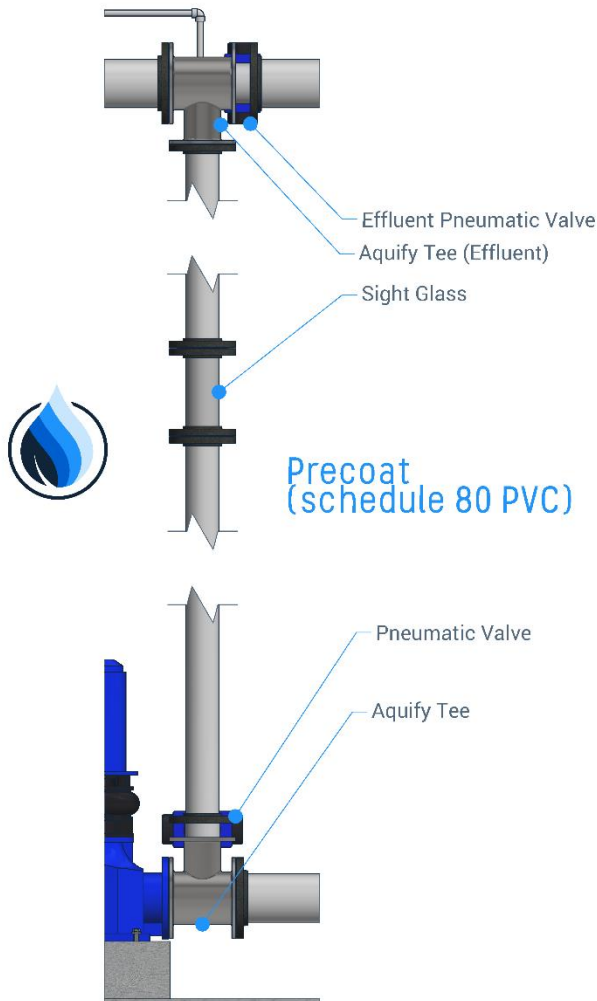 Effluent Pneumatic Valve
Aquify Tee (Effluent)
Sight Glass
Precoat
(schedule 80 PVC)
Pneumatic Valve
Aquify Tee